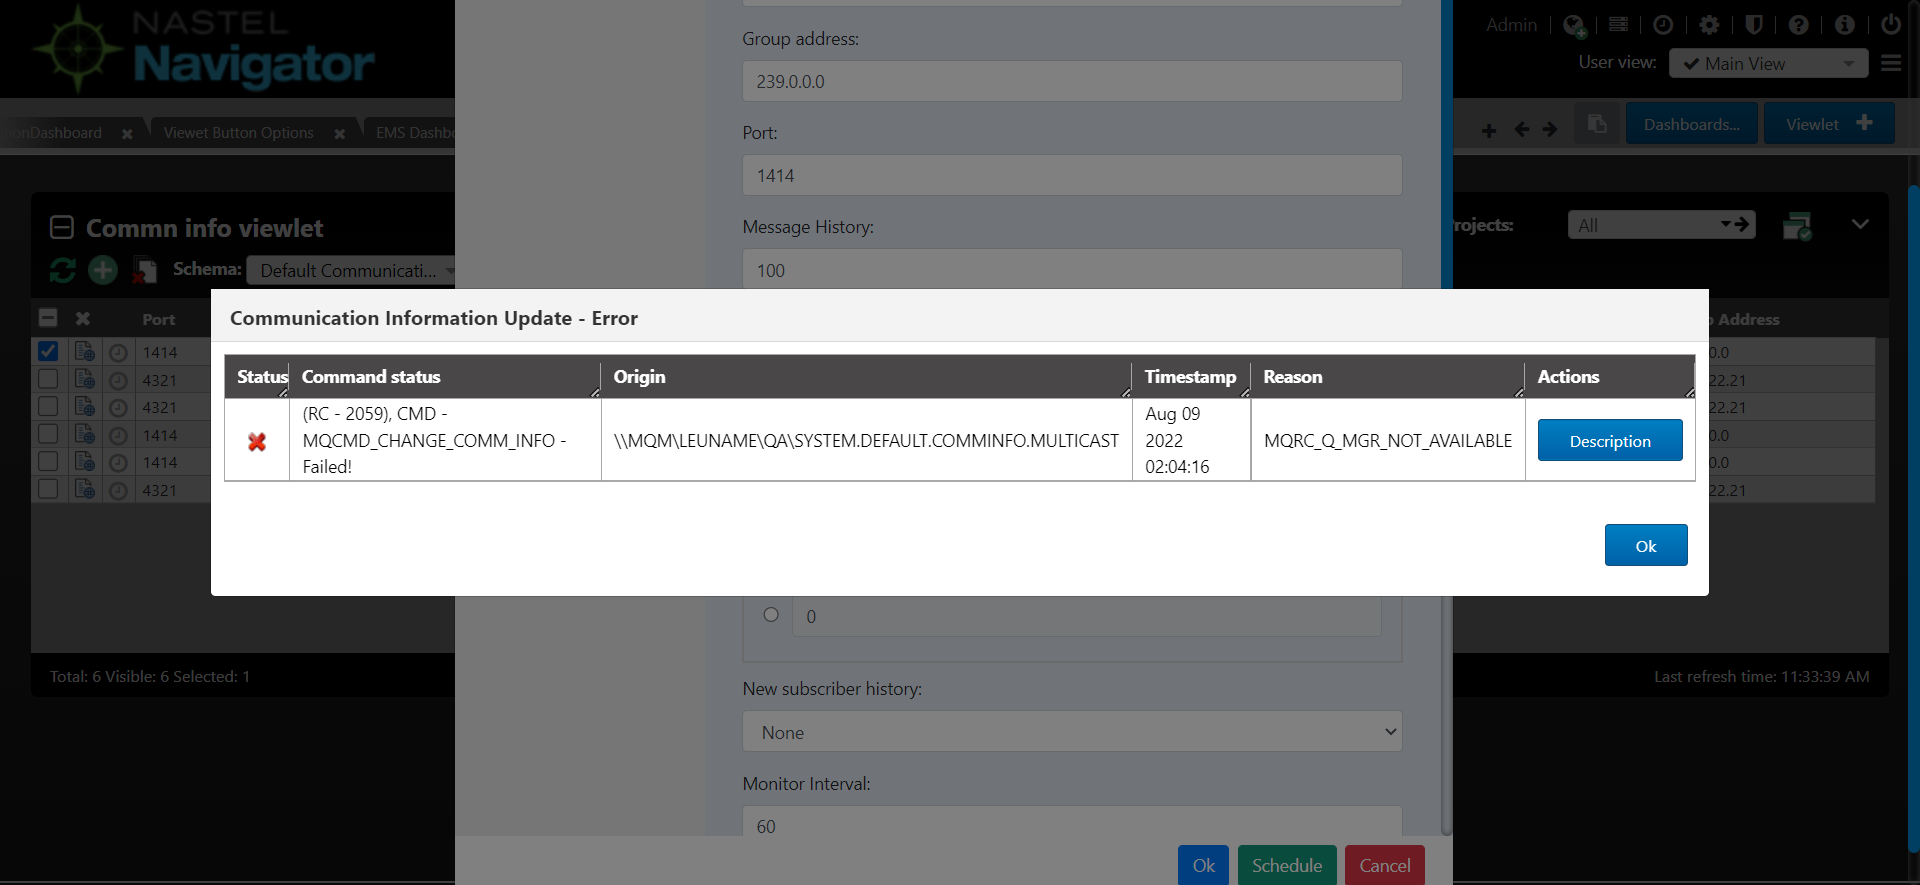 NASTEL
Navigator
Admin
User view:
Main View
Dashboard
Viewet Button Options
EMS Dashbo
Dashboards...
Viewlet
Commn info viewlet
Schema:
Default Communicati...
rojects:
All
Port
Address
1414
0.0
4321
22.21
4321
22.21
1414
0.0
1414
0.0
4321
22.21
Total: 6 Visible: 6 Selected: 1
Last refresh time: 11:33:39 AM
Group address:
239.0.0.0
Port:
1414
Message History:
100
Communication Information Update - Error
Status
Command status
Origin
Timestamp
Reason
Actions
(RC - 2059), CMD -
MQCMD_CHANGE_COMM_INFO -
Failed!
\\MQM\LEUNAME\QA\SYSTEM.DEFAULT.COMMINFO.MULTICAST
Aug 09
2022
02:04:16
MQRC_Q_MGR_NOT_AVAILABLE
Description
Ok
0
New subscriber history:
None
Monitor Interval:
60
Ok
Schedule
Cancel